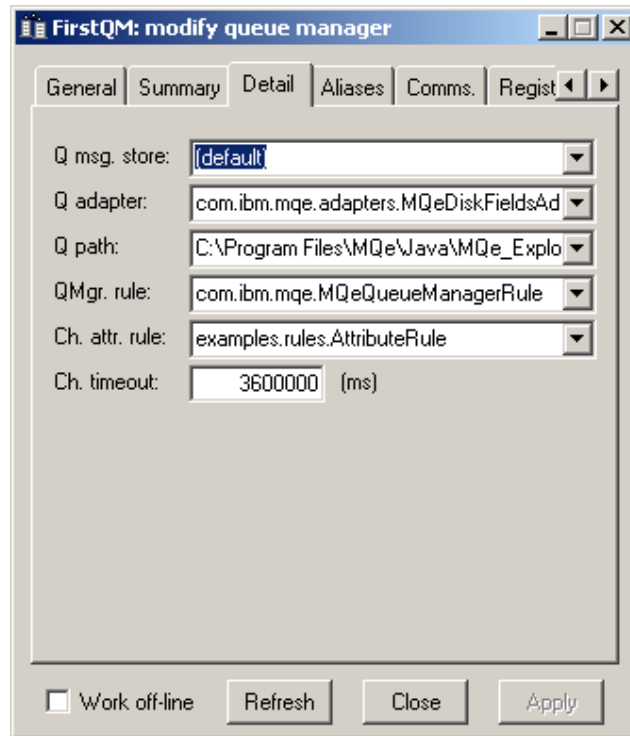 FirstQM: modify queue manager
General Summary Detail Aliases Comms. Regist
Q msg. store: (default)
Q adapter: com.ibm.mqe.adapters.MQeDiskFieldsAd
Q path: C:\Program Files\MQe\Java\MQe_Explo
QMgr. rule: com.ibm.mqe.MQeQueueManagerRule
Ch. attr. rule: examples.rules.AttributeRule
Ch. timeout: 3600000 (ms)
Work off-line Refresh Close Apply